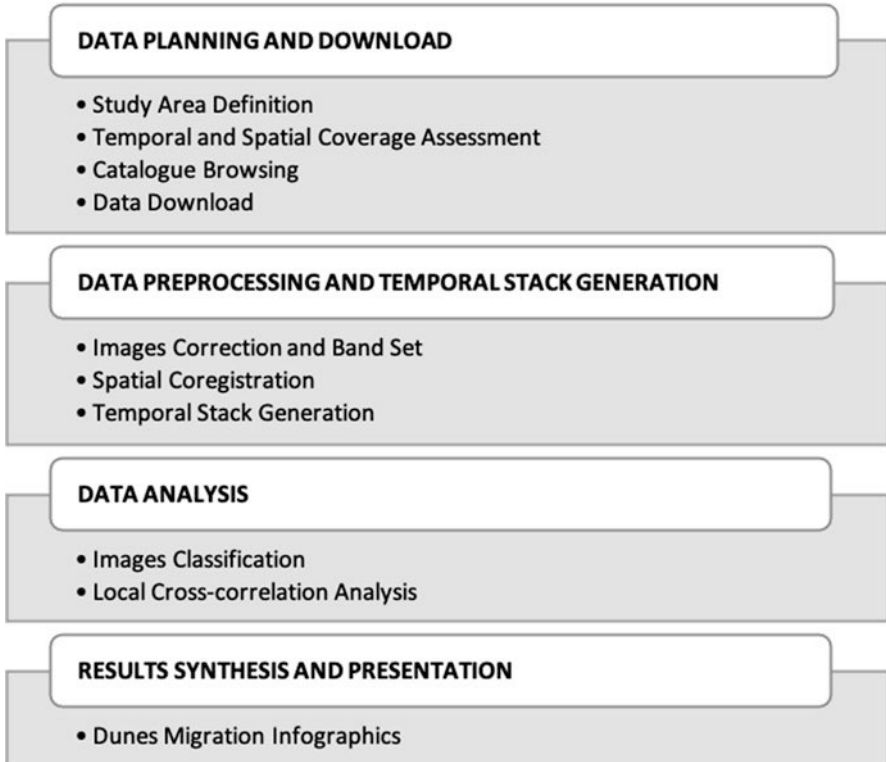 DATA PLANNING AND DOWNLOAD
• Study Area Definition
• Temporal and Spatial Coverage Assessment
• Catalogue Browsing
• Data Download
DATA PREPROCESSING AND TEMPORAL STACK GENERATION
• Images Correction and Band Set
• Spatial Coregistration
• Temporal Stack Generation
DATA ANALYSIS
• Images Classification
• Local Cross-correlation Analysis
RESULTS SYNTHESIS AND PRESENTATION
• Dunes Migration Infographics